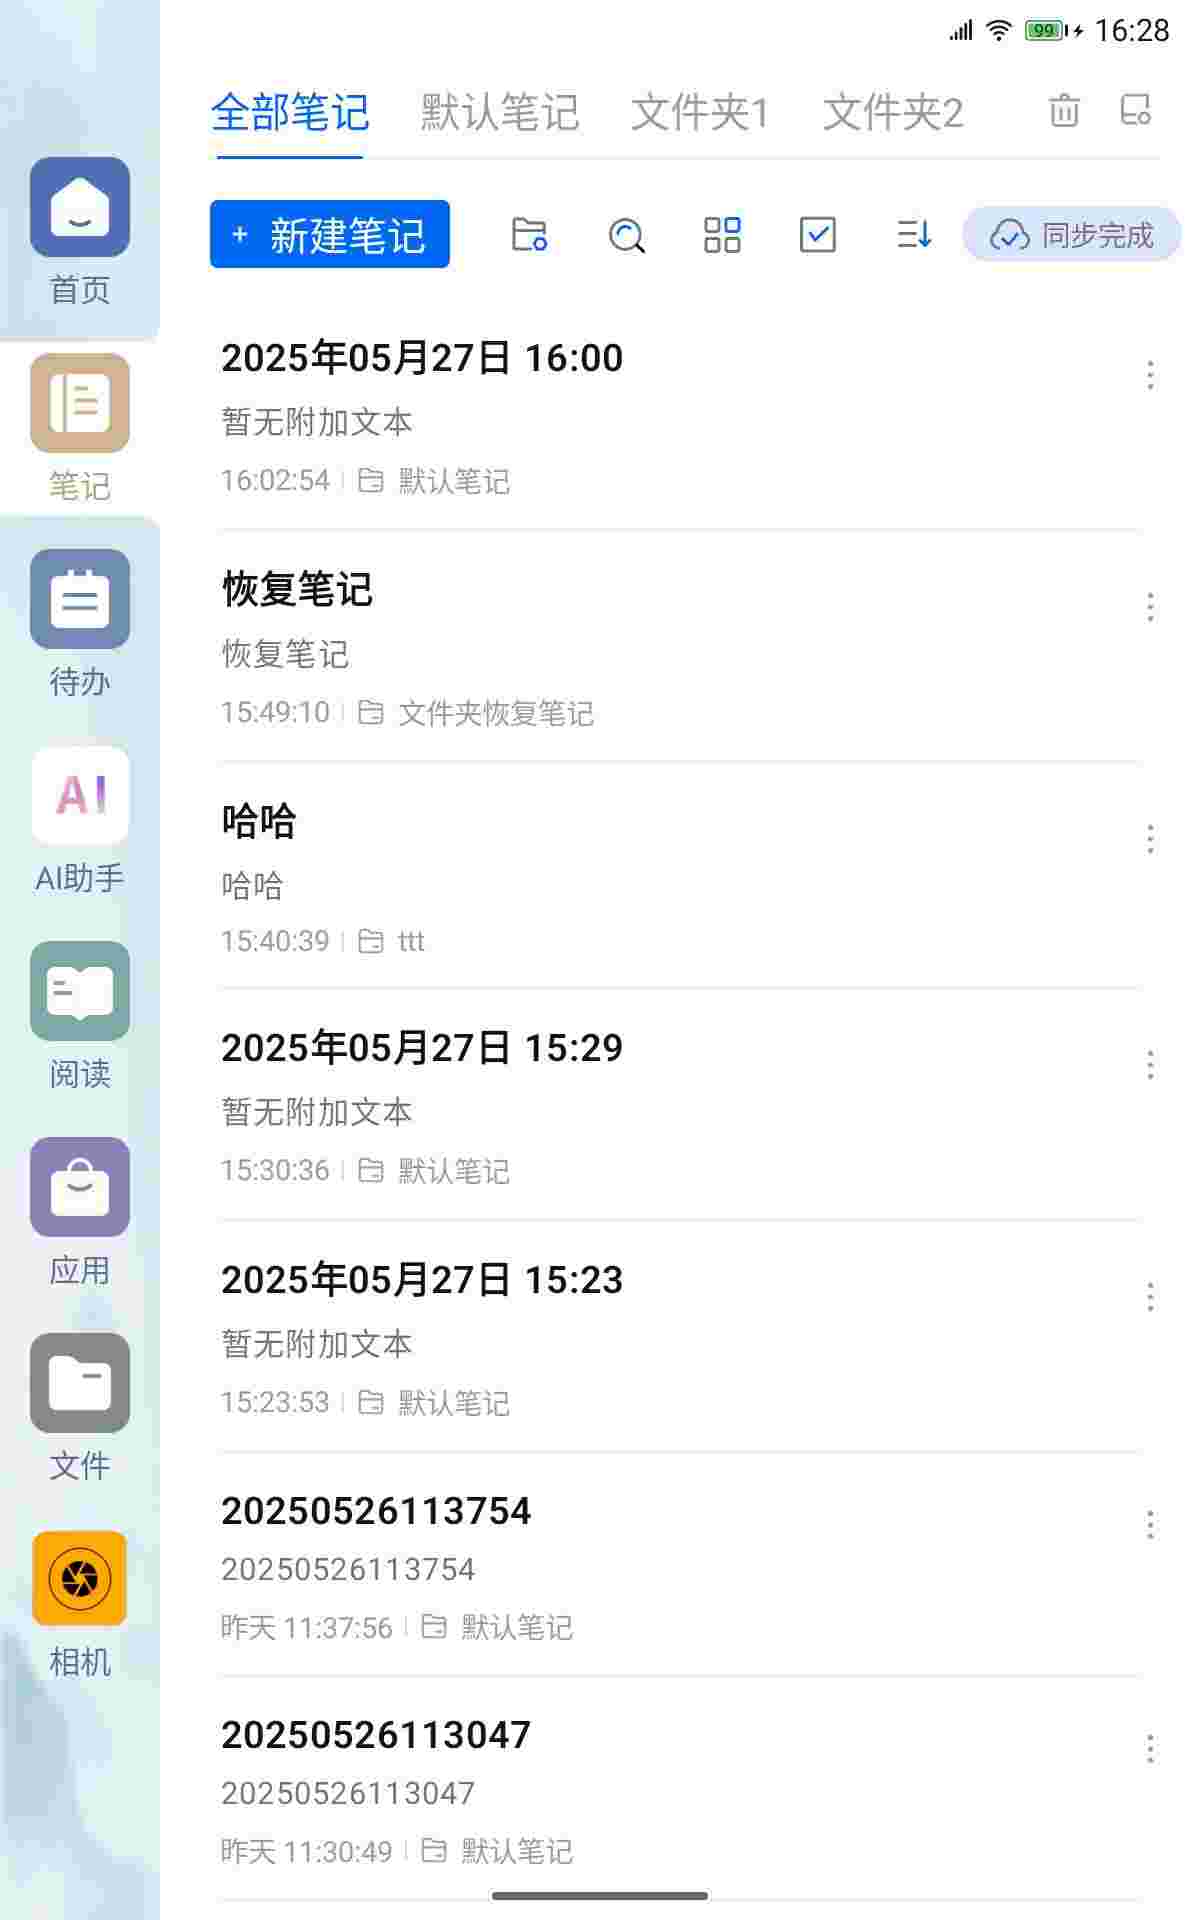 99 16:28
全部笔记 默认笔记 文件夹1 文件夹2
+ 新建笔记 同步完成
首页
笔记
待办
AI
AI助手
阅读
应用
文件
相机
2025年05月27日 16:00
暂无附加文本
16:02:54 默认笔记
恢复笔记
恢复笔记
15:49:10 文件夹恢复笔记
哈哈
哈哈
15:40:39 ttt
2025年05月27日 15:29
暂无附加文本
15:30:36 默认笔记
2025年05月27日 15:23
暂无附加文本
15:23:53 默认笔记
20250526113754
20250526113754
昨天 11:37:56 默认笔记
20250526113047
20250526113047
昨天 11:30:49 默认笔记